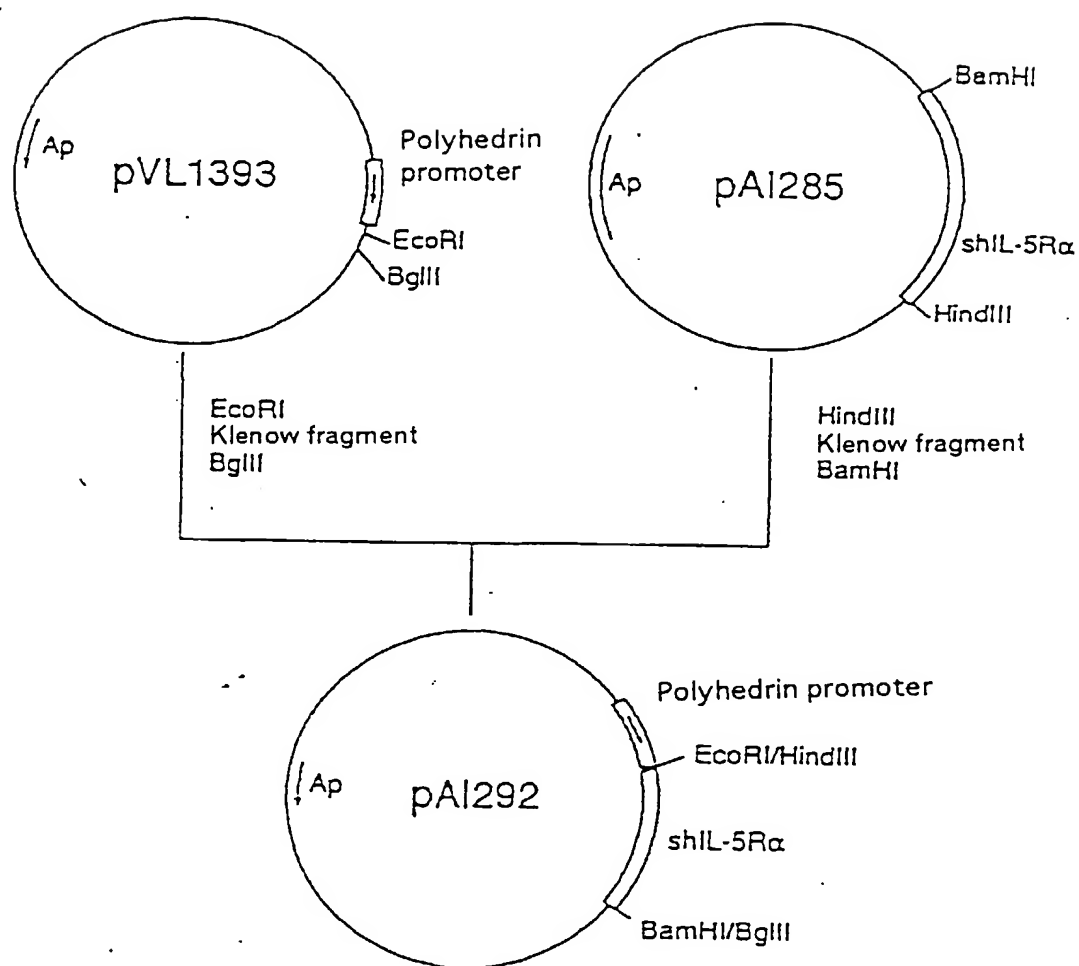 Ap
pVL1393
Polyhedrin
promoter
EcoRI
BglII
BamHI
Ap
pAI285
shIL-5Rα
HindIII
EcoRI
Klenow fragment
BglII
HindIII
Klenow fragment
BamHI
Polyhedrin promoter
EcoRI/HindIII
Ap
pAI292
shIL-5Rα
BamHI/BglII